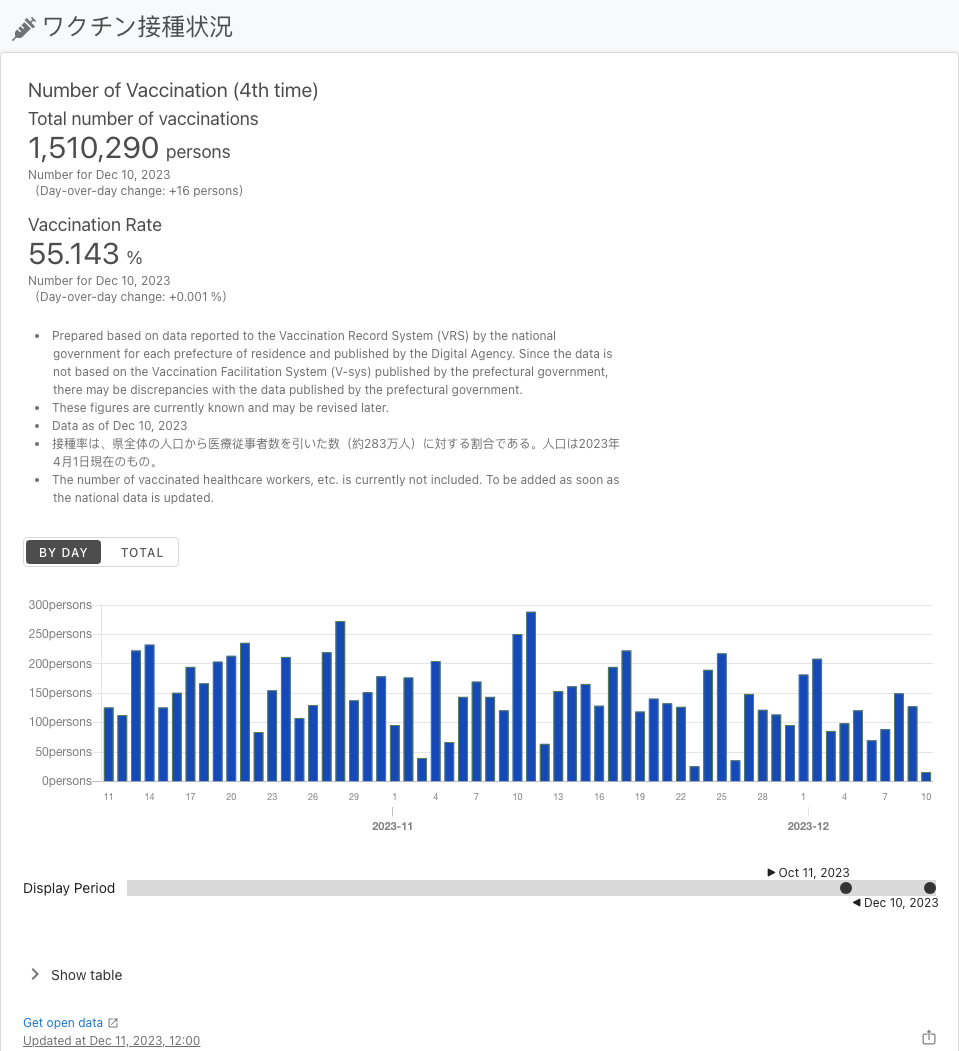 ワクチン接種状況
Number of Vaccination (4th time)
Total number of vaccinations
1,510,290 persons
Number for Dec 10, 2023
(Day-over-day change: +16 persons)
Vaccination Rate
55.143 %
Number for Dec 10, 2023
(Day-over-day change: +0.001 %)
• Prepared based on data reported to the Vaccination Record System (VRS) by the national
government for each prefecture of residence and published by the Digital Agency. Since the data is
not based on the Vaccination Facilitation System (V-sys) published by the prefectural government,
there may be discrepancies with the data published by the prefectural government.
• These figures are currently known and may be revised later.
• Data as of Dec 10, 2023
• 接種率は、県全体の人口から医療従事者数を引いた数（約283万人）に対する割合である。人口は2023年
4月1日現在のもの。
• The number of vaccinated healthcare workers, etc. is currently not included. To be added as soon as
the national data is updated.
BY DAY TOTAL
300persons
250persons
200persons
150persons
100persons
50persons
0persons
11 14 17 20 23 26 29 1 4 7 10 13 16 19 22 25 28 1 4 7 10
2023-11 2023-12
Oct 11, 2023
Display Period
Dec 10, 2023
Show table
Get open data
Updated at Dec 11, 2023, 12:00